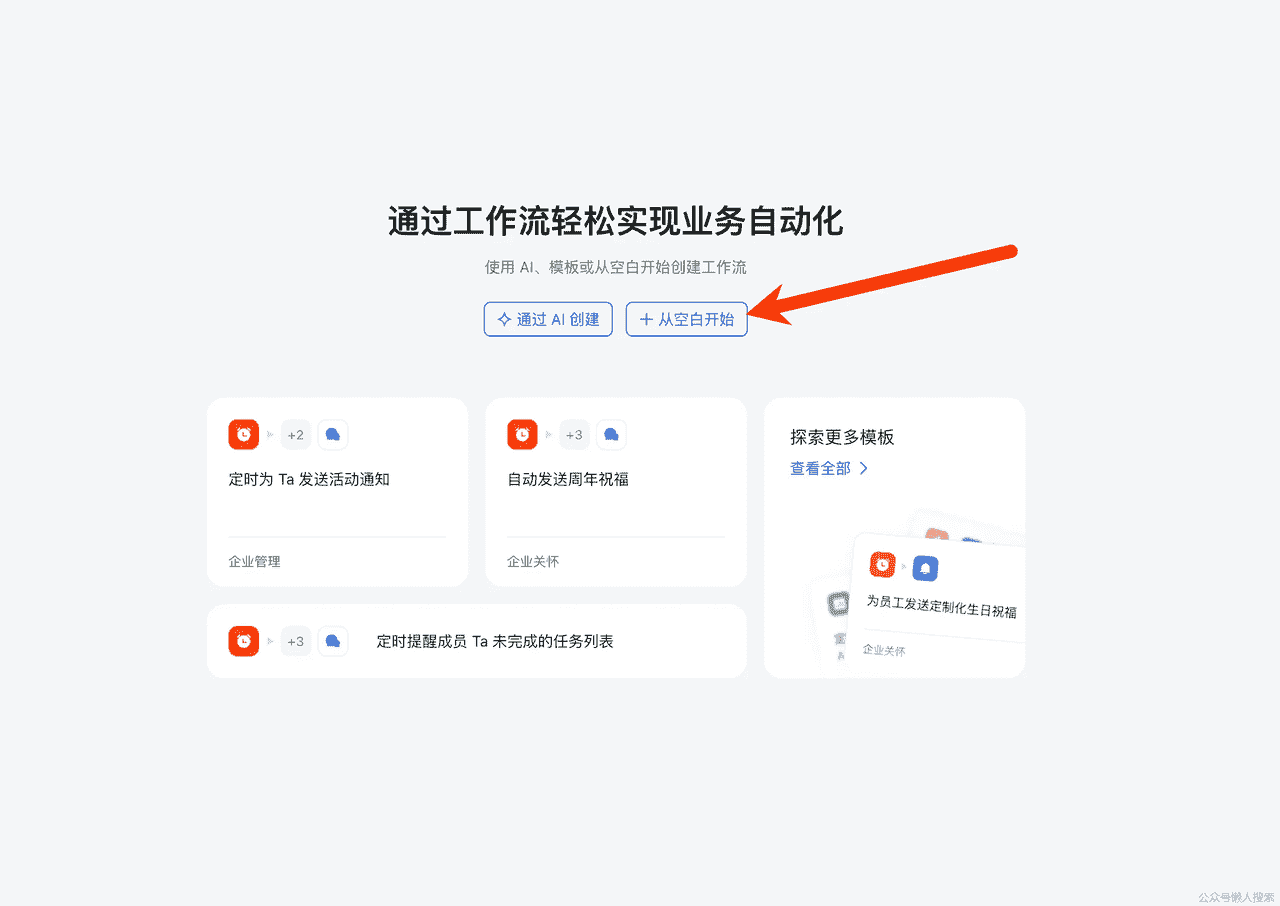 通过工作流轻松实现业务自动化
使用 AI、模板或从空白开始创建工作流
通过 AI 创建
从空白开始
+2
定时为 Ta 发送活动通知
企业管理
+3
自动发送周年祝福
企业关怀
+3
定时提醒成员 Ta 未完成的任务列表
探索更多模板
查看全部
为员工发送定制化生日祝福
企业关怀
公众号懒人搜索